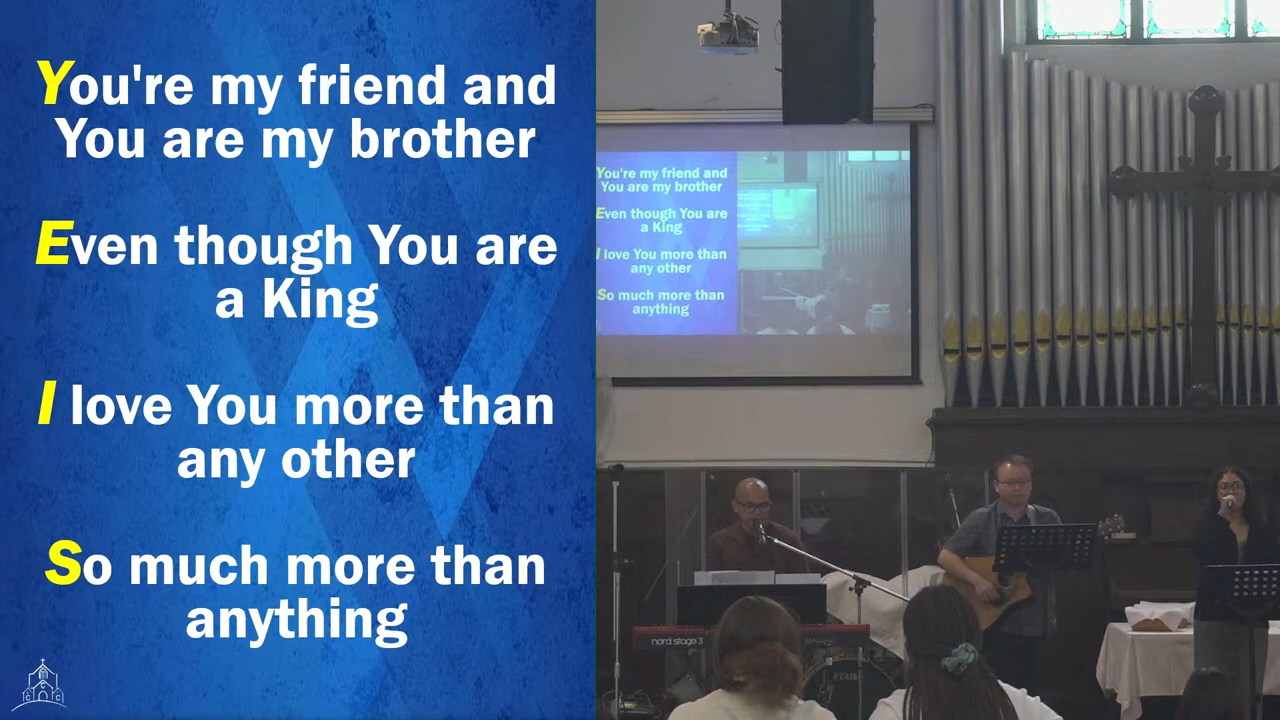 You're my friend and
You are my brother
Even though You are
a King
I love You more than
any other
So much more than
anything
You're my friend and
You are my brother
Even though You are
a King
I love You more than
any other
So much more than
anything
nord stage 3
TAMA